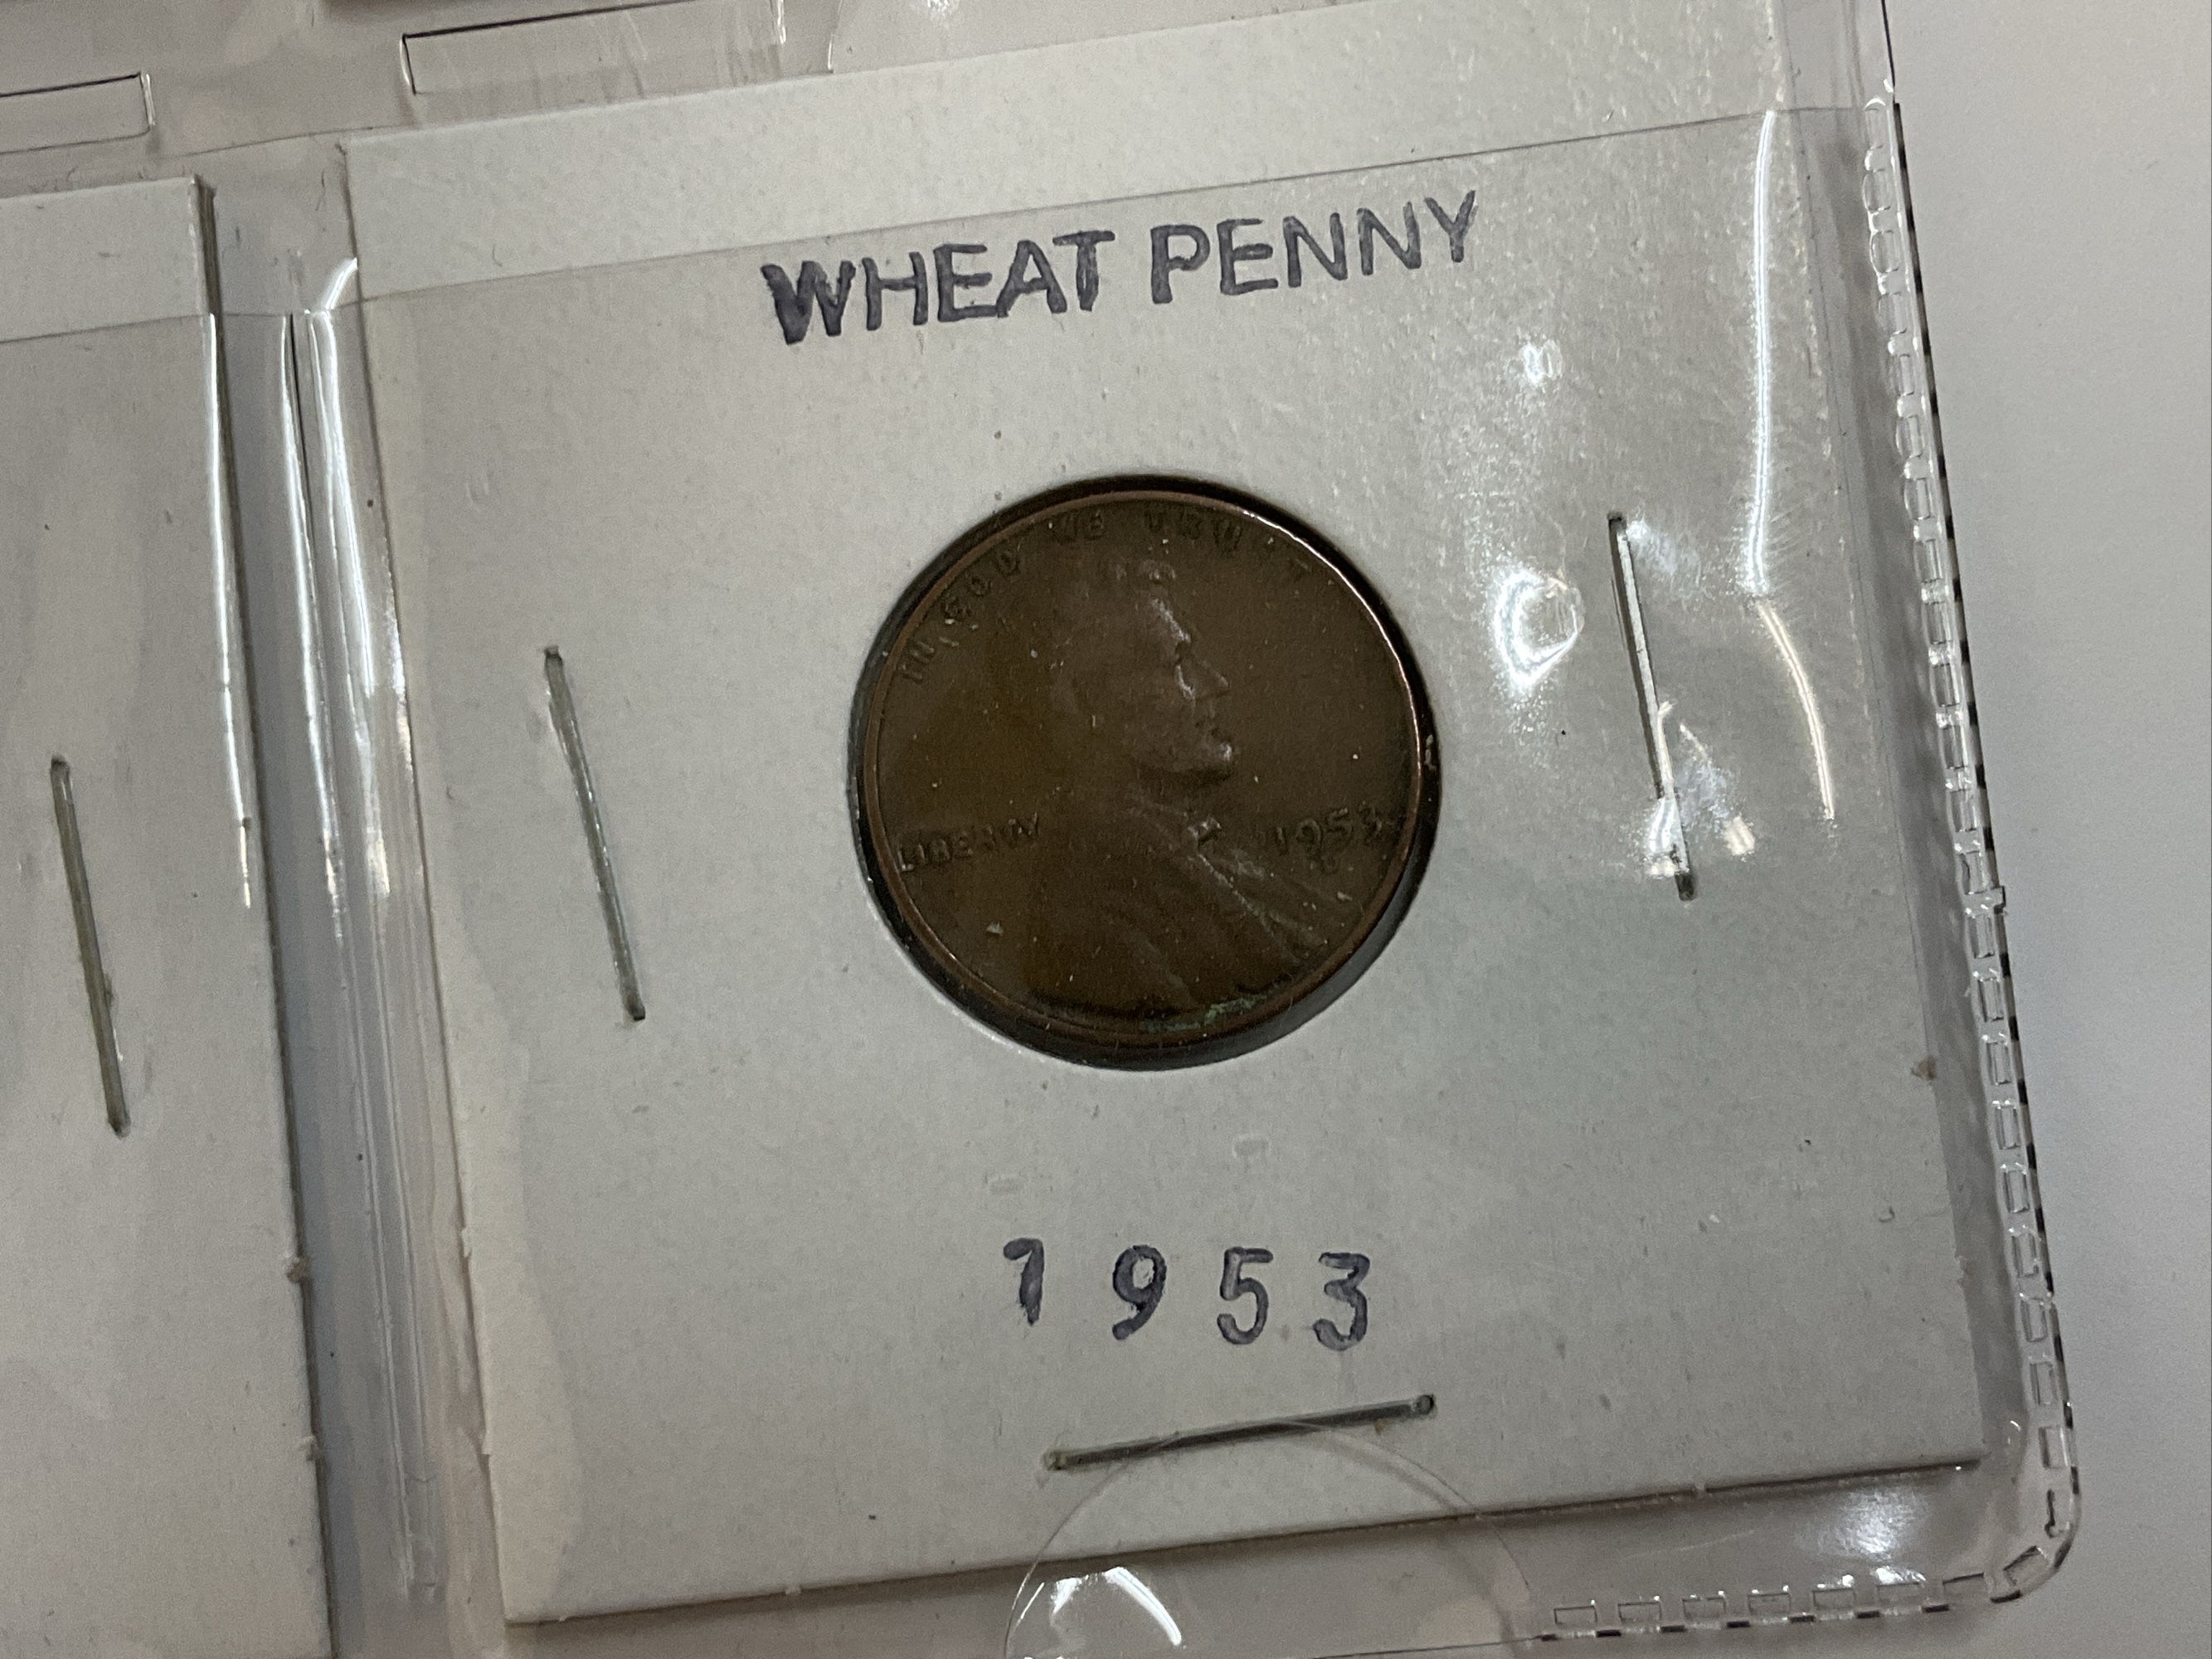 WHEAT PENNY
IN GOD WE TRUST
LIBERTY
1953
1953